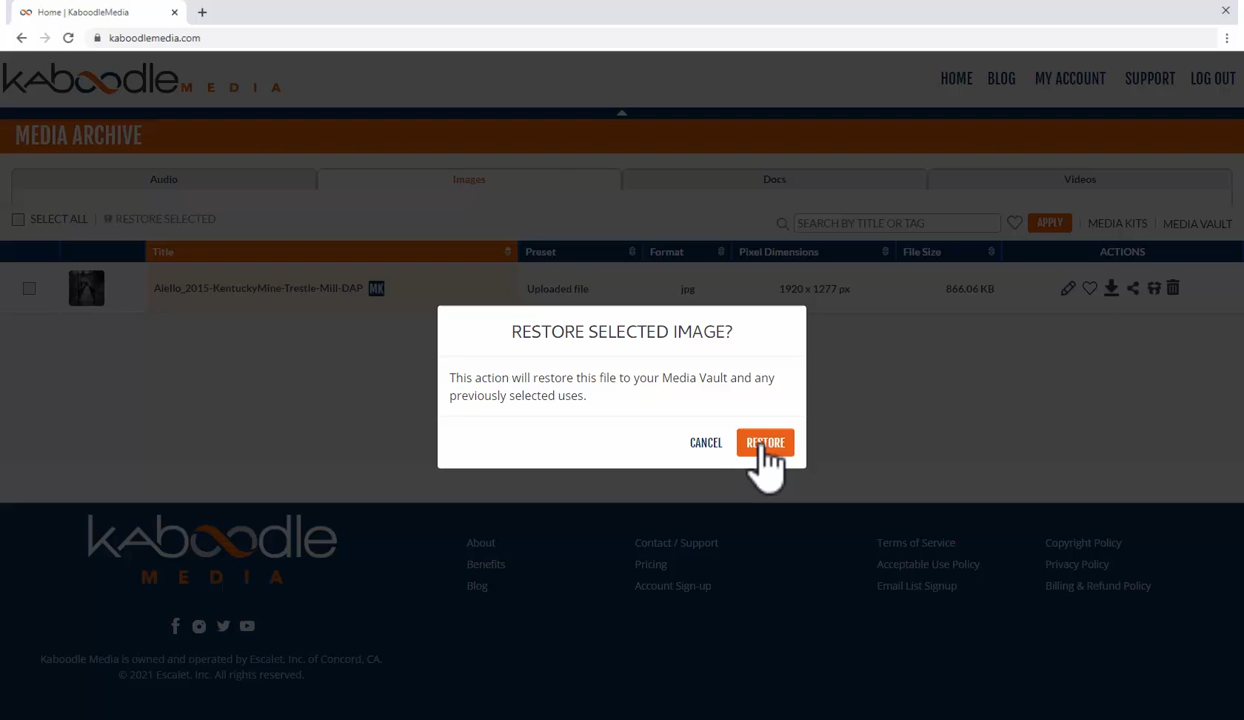 Home | KaboodleMedia
kaboodlemedia.com
kaboodle MEDIA
HOME BLOG MY ACCOUNT SUPPORT LOG OUT
MEDIA ARCHIVE
Audio Images Docs Videos
SELECT ALL | RESTORE SELECTED SEARCH BY TITLE OR TAG APPLY | MEDIA KITS | MEDIA VAULT
Title Preset Format Pixel Dimensions File Size ACTIONS
Aiello_2015-KentuckyMine-Trestle-Mill-DAP MK Uploaded file jpg 1920 x 1277 px 866.06 KB
RESTORE SELECTED IMAGE?
This action will restore this file to your Media Vault and any
previously selected uses.
CANCEL RESTORE
kaboodle
MEDIA
About Contact / Support Terms of Service Copyright Policy
Benefits Pricing Acceptable Use Policy Privacy Policy
Blog Account Sign-up Email List Signup Billing & Refund Policy
Kaboodle Media is owned and operated by Escalet, Inc. of Concord, CA.
© 2021 Escalet, Inc. All rights reserved.